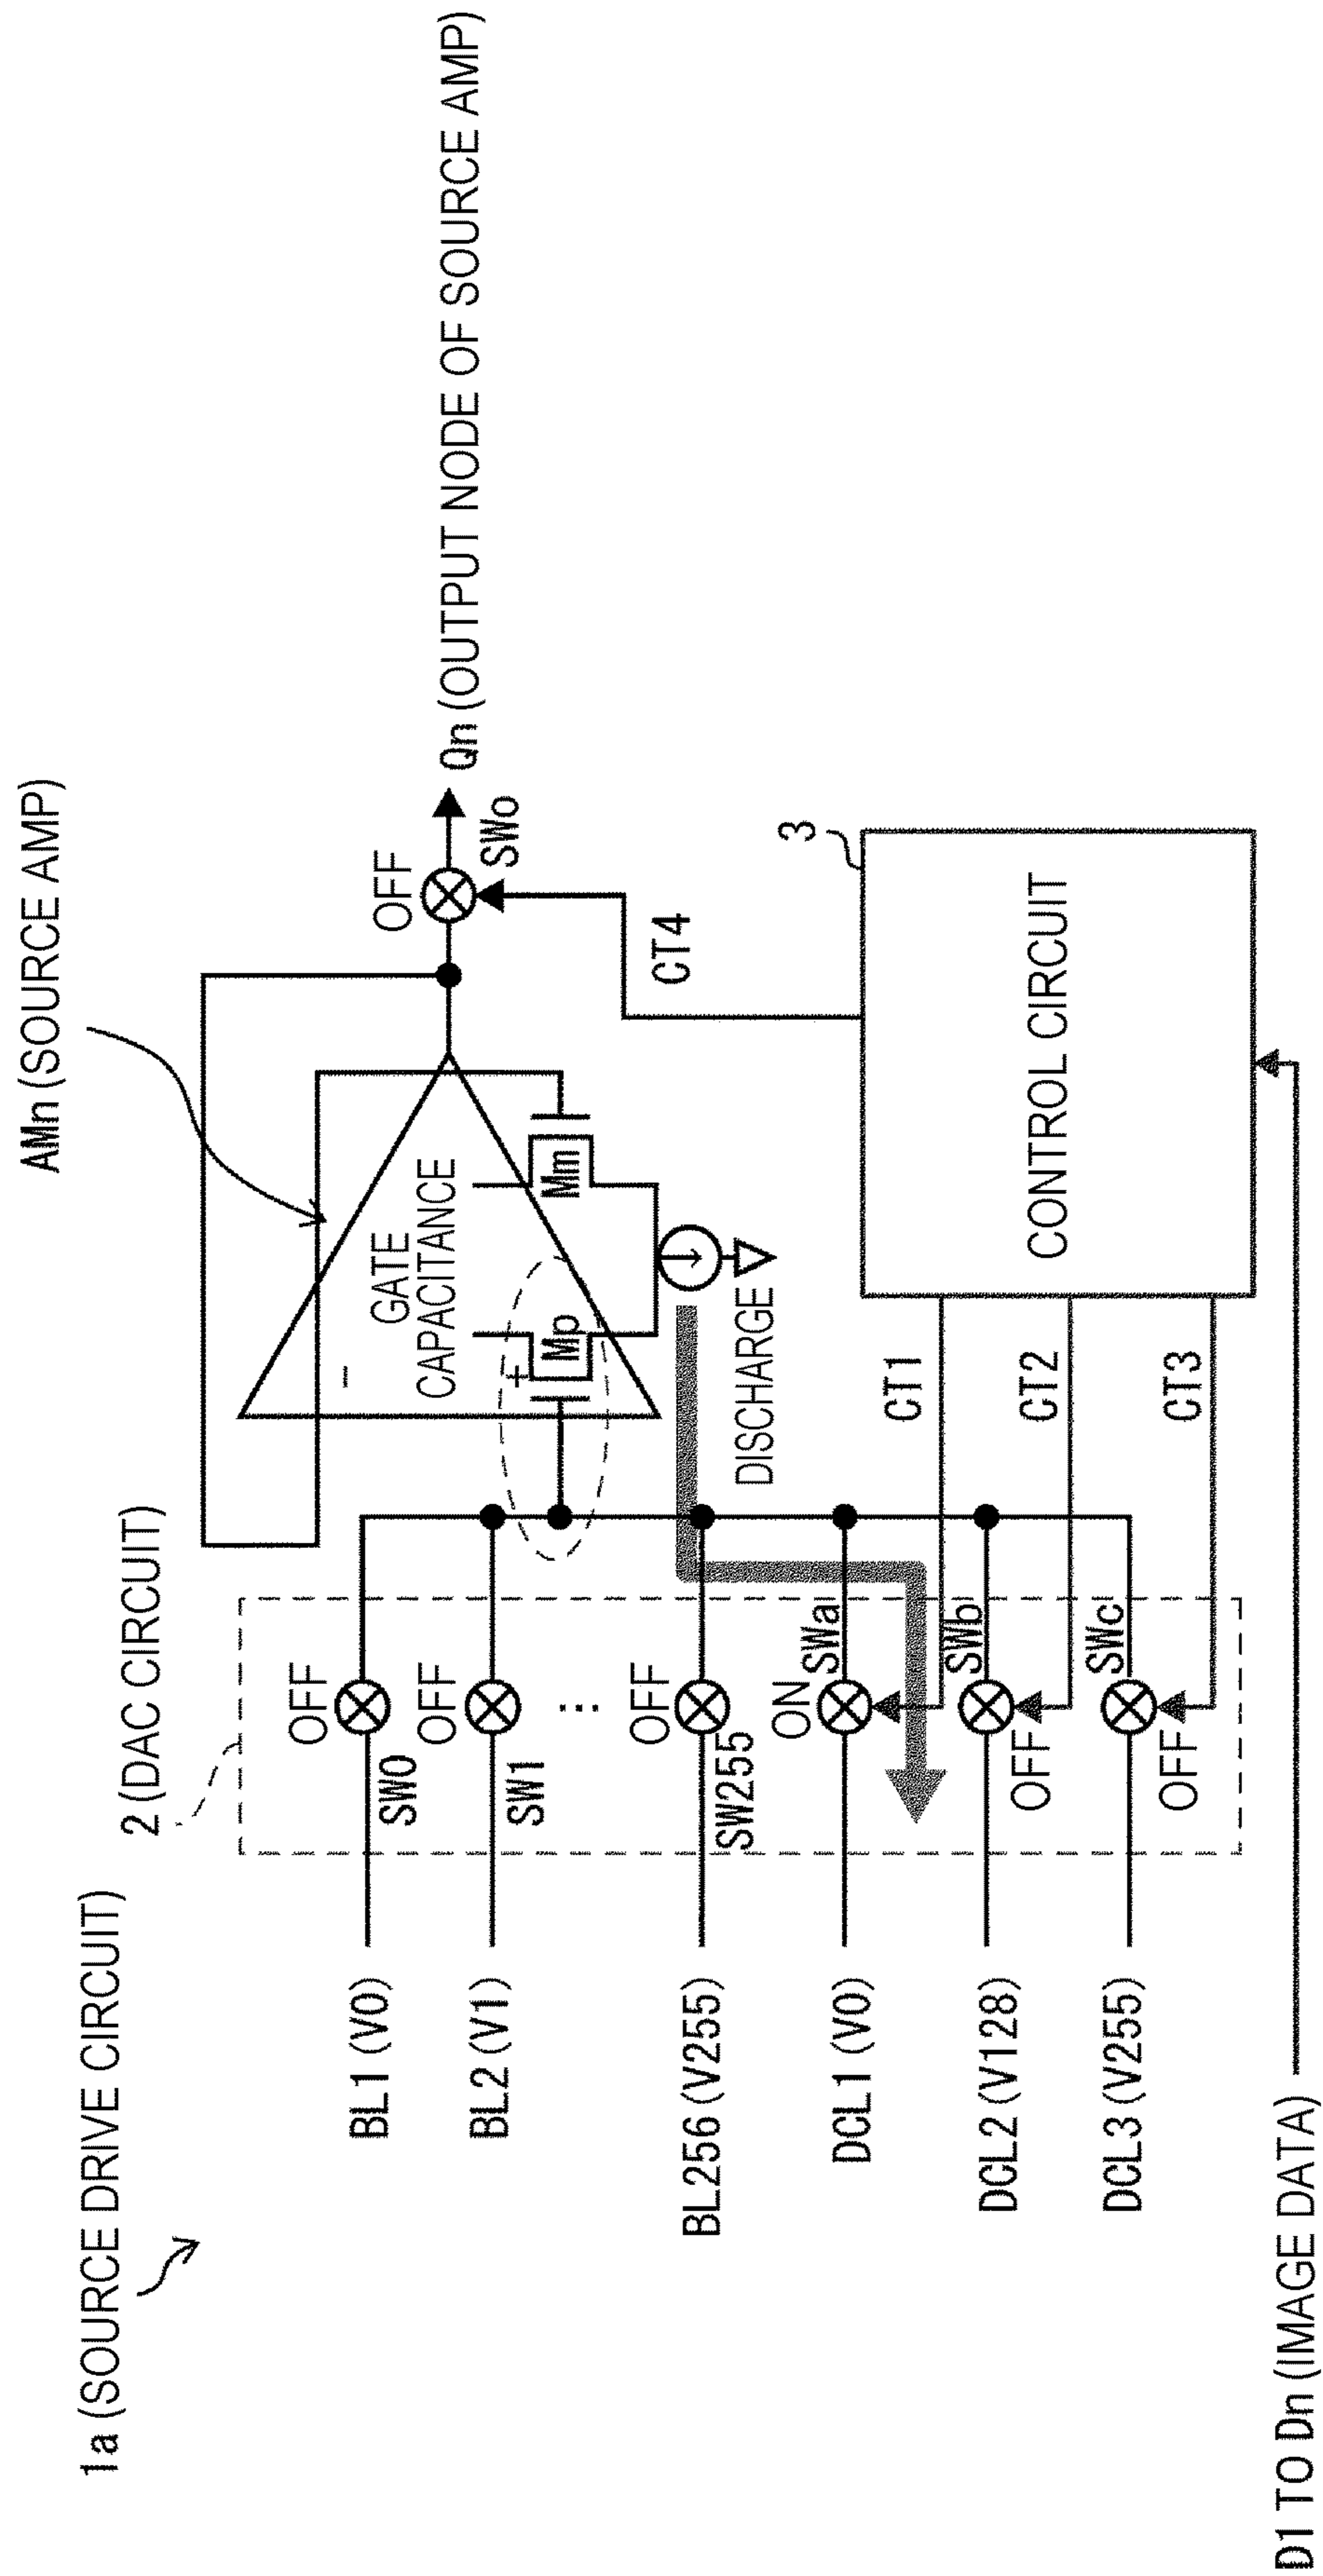 1a (SOURCE DRIVE CIRCUIT)
2 (DAC CIRCUIT)
AMn (SOURCE AMP)
BL1 (V0)
OFF
SW0
BL2 (V1)
OFF
SW1
...
BL256 (V255)
OFF
SW255
DCL1 (V0)
ON
SWa
DCL2 (V128)
OFF
SWb
DCL3 (V255)
OFF
SWc
-
+
GATE
CAPACITANCE
Mp
Mm
DISCHARGE
OFF
SWo
Qn (OUTPUT NODE OF SOURCE AMP)
CT4
CT1
CT2
CT3
3
CONTROL CIRCUIT
D1 TO Dn (IMAGE DATA)